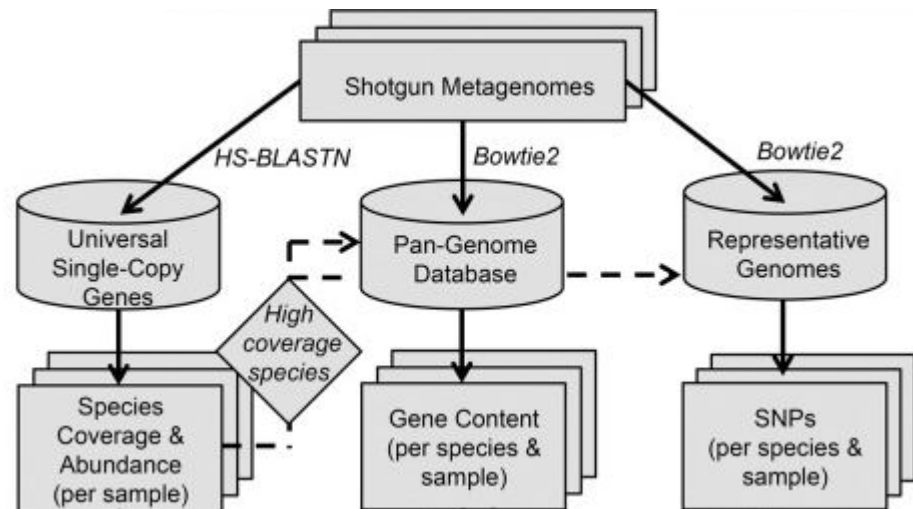 Shotgun Metagenomes
HS-BLASTN
Bowtie2
Bowtie2
Universal
Single-Copy
Genes
Pan-Genome
Database
Representative
Genomes
High
coverage
species
Species
Coverage &
Abundance
(per sample)
Gene Content
(per species &
sample)
SNPs
(per species &
sample)